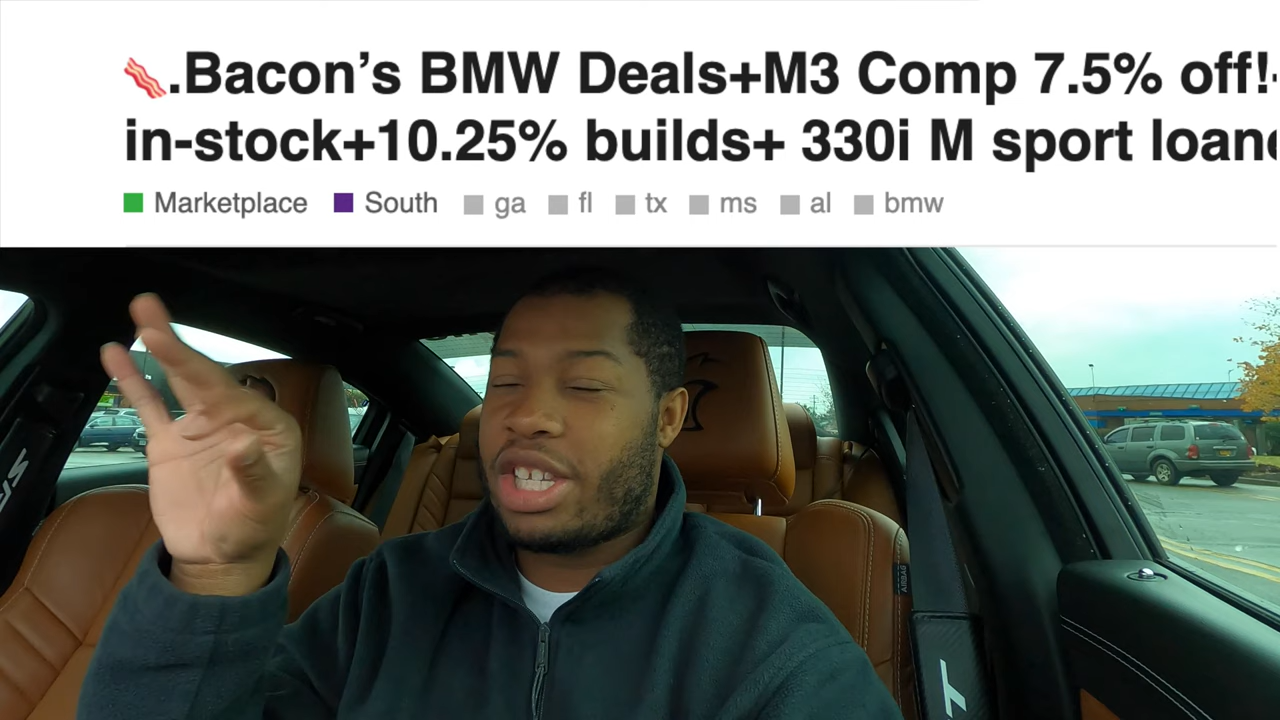 🥓.Bacon’s BMW Deals+M3 Comp 7.5% off!
in-stock+10.25% builds+ 330i M sport
Marketplace South ga fl tx ms al bmw
AIRBAG